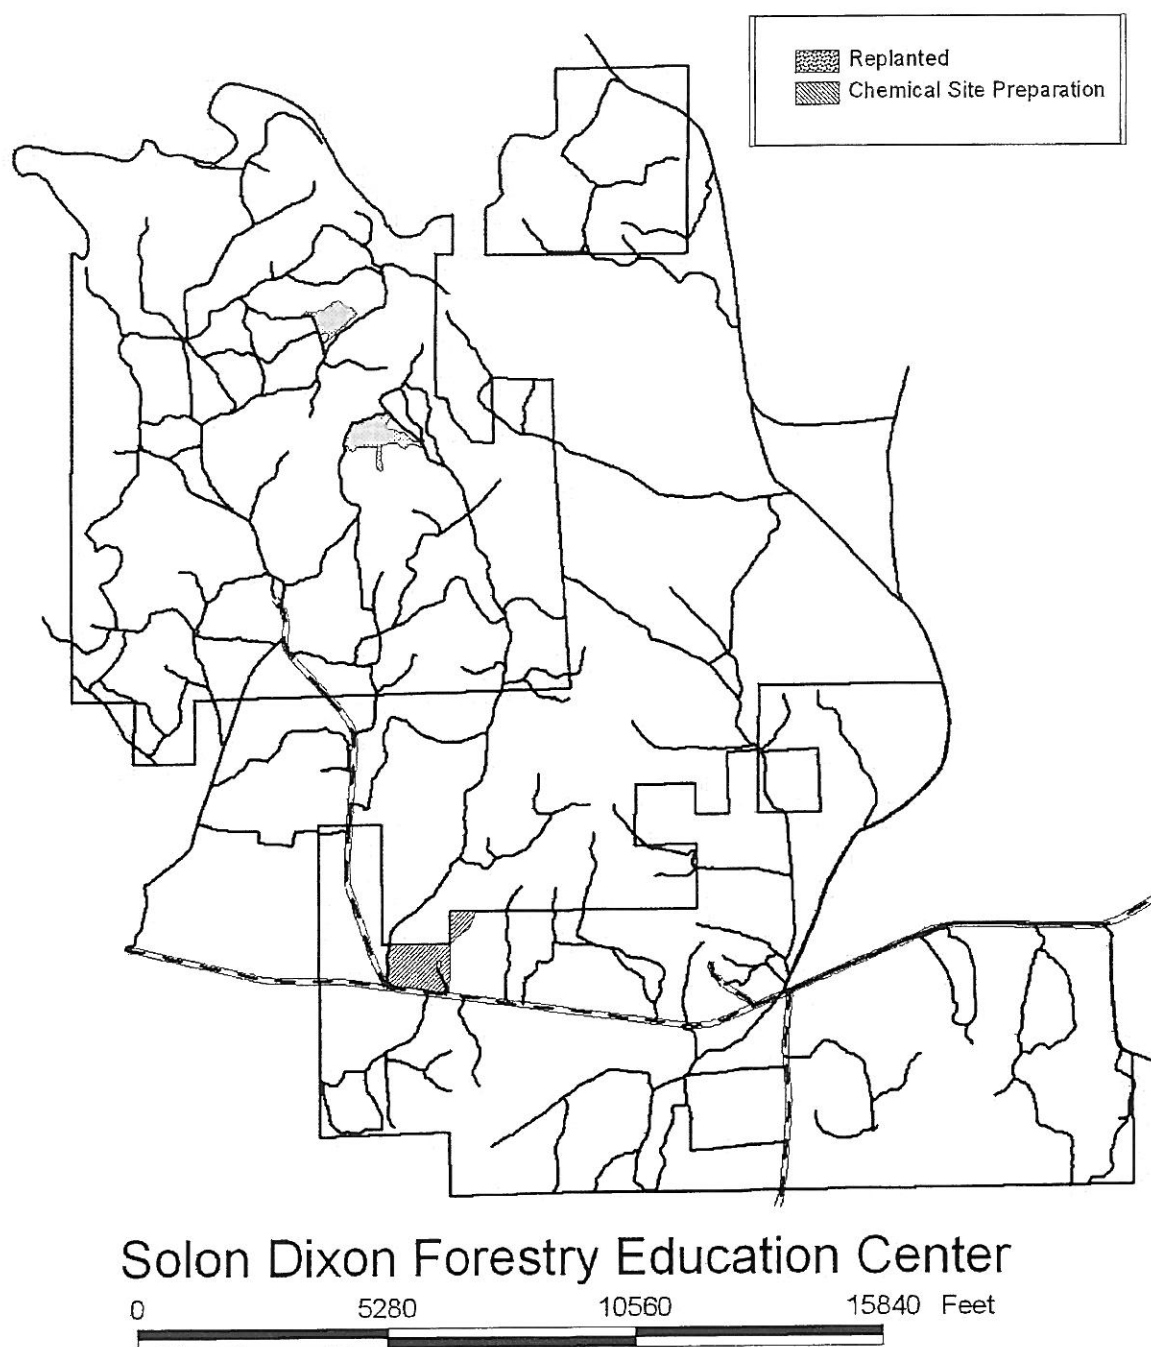 Replanted
Chemical Site Preparation
Solon Dixon Forestry Education Center
0 5280 10560 15840 Feet